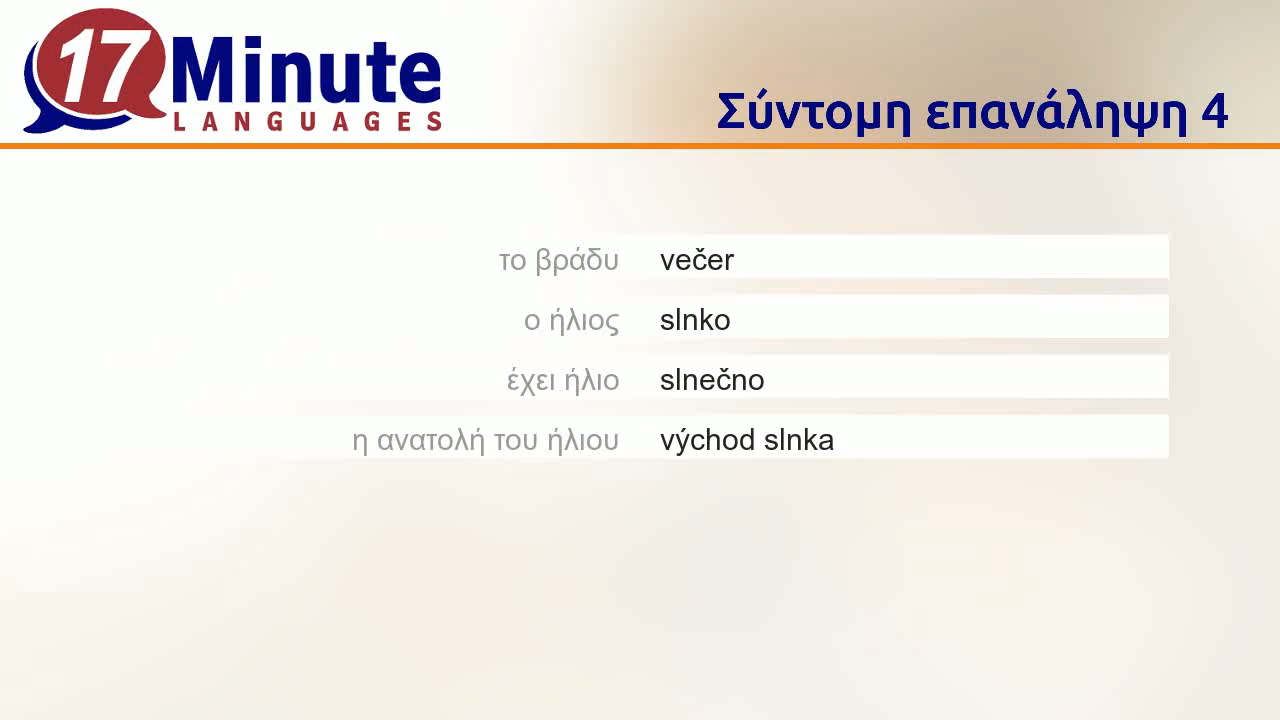 17 Minute
LANGUAGES
Σύντομη επανάληψη 4
το βράδυ večer
ο ήλιος slnko
έχει ήλιο slnečno
η ανατολή του ήλιου východ slnka